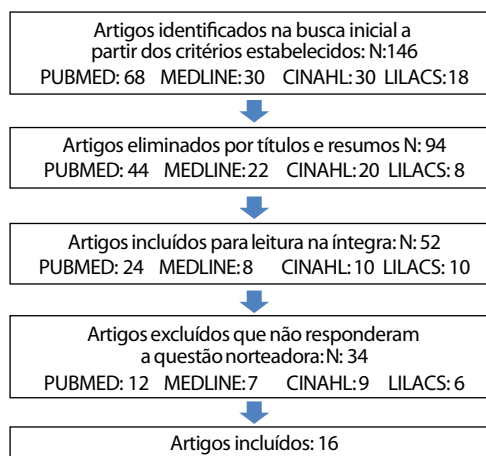 Artigos identificados na busca inicial a
partir dos critérios estabelecidos: N:146
PUBMED: 68 MEDLINE: 30 CINAHL: 30 LILACS: 18
Artigos eliminados por títulos e resumos N: 94
PUBMED: 44 MEDLINE: 22 CINAHL: 20 LILACS: 8
Artigos incluídos para leitura na íntegra: N: 52
PUBMED: 24 MEDLINE: 8 CINAHL: 10 LILACS: 10
Artigos excluídos que não responderam
a questão norteadora: N: 34
PUBMED: 12 MEDLINE: 7 CINAHL: 9 LILACS: 6
Artigos incluídos: 16